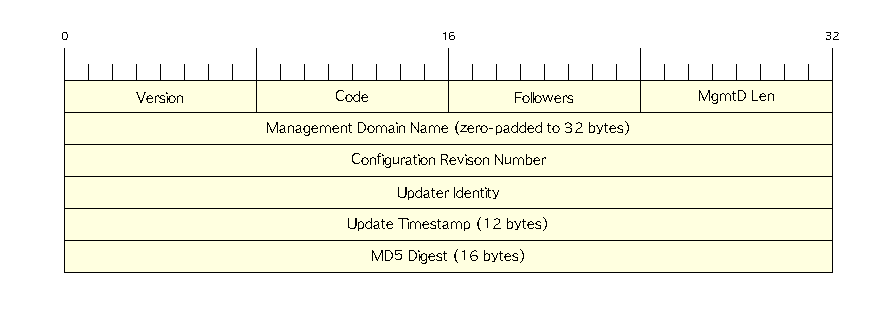 0 16 32
Version Code Followers MgmtD Len
Management Domain Name (zero-padded to 32 bytes)
Configuration Revison Number
Updater Identity
Update Timestamp (12 bytes)
MD5 Digest (16 bytes)